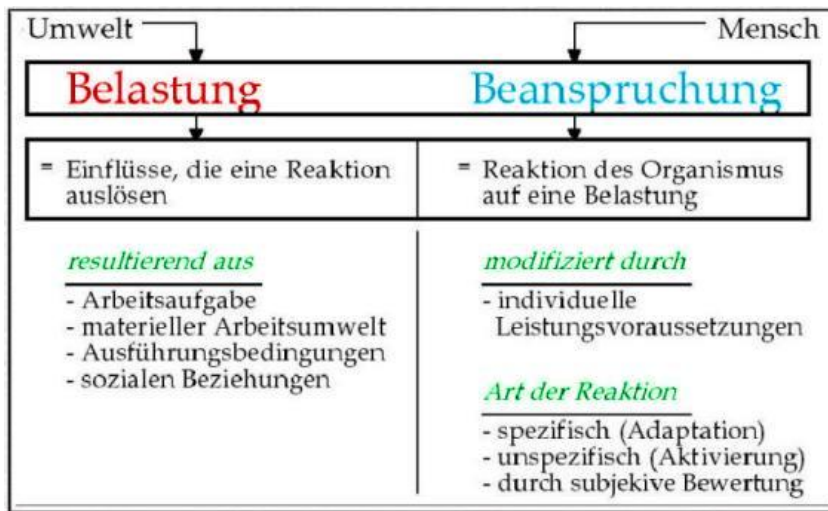 Umwelt
Mensch
Belastung
Beanspruchung
= Einflüsse, die eine Reaktion
auslösen
= Reaktion des Organismus
auf eine Belastung
resultierend aus
- Arbeitsaufgabe
- materieller Arbeitsumwelt
- Ausführungsbedingungen
- sozialen Beziehungen
modifiziert durch
- individuelle
Leistungsvoraussetzungen
Art der Reaktion
- spezifisch (Adaptation)
- unspezifisch (Aktivierung)
- durch subjekive Bewertung